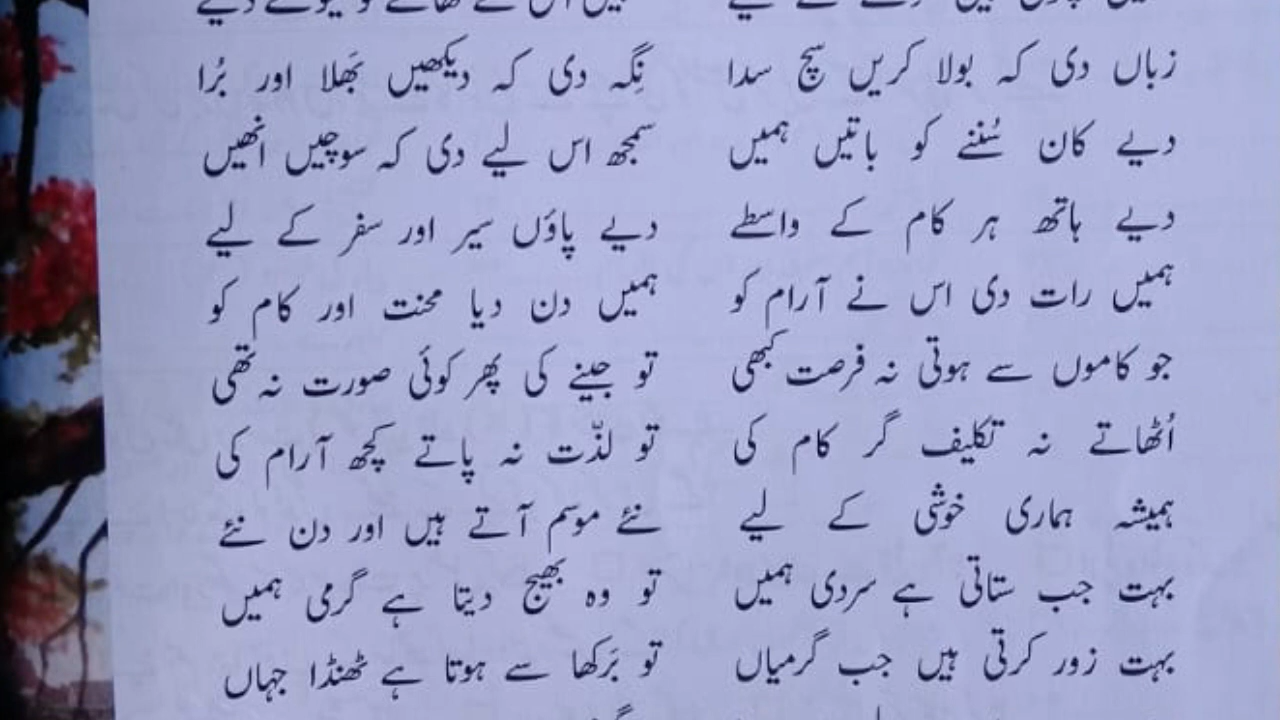 زباں دی کہ بولا کریں سچ سدا نِگہ دی کہ دیکھیں بَھلا اور بُرا
دیے کان سُننے کو باتیں ہمیں سمجھ اس لیے دی کہ سوچیں انھیں
دیے ہاتھ ہر کام کے واسطے دیے پاؤں سیر اور سفر کے لیے
ہمیں رات دی اس نے آرام کو ہمیں دن دیا محنت اور کام کو
جو کاموں سے ہوتی نہ فرصت کبھی تو جینے کی پھر کوئی صورت نہ تھی
اُٹھاتے نہ تکلیف گر کام کی تو لذّت نہ پاتے کچھ آرام کی
ہمیشہ ہماری خوشی کے لیے نئے موسم آتے ہیں اور دن نئے
بہت جب ستاتی ہے سردی ہمیں تو وہ بھیج دیتا ہے گرمی ہمیں
بہت زور کرتی ہیں جب گرمیاں تو بَرکھا سے ہوتا ہے ٹھنڈا جہاں